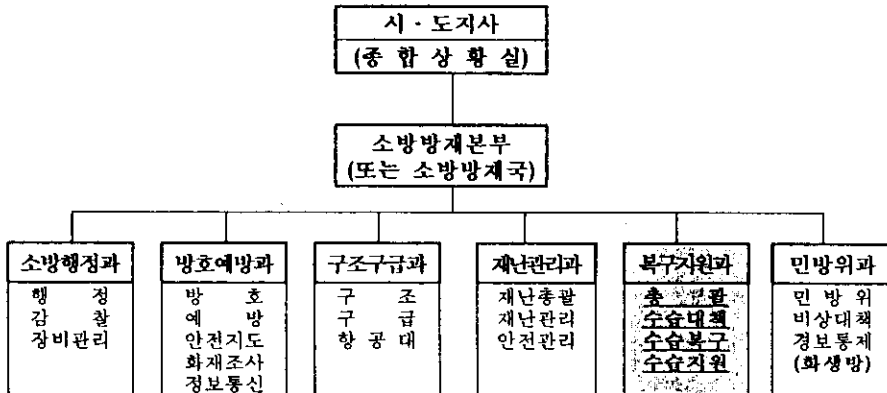 시 · 도지사
(종 합 상 황 실)
소방방재본부
(또는 소방방재국)
소방행정과
행 정
감 찰
장비관리
방호예방과
방 호
예 방
안전지도
화재조사
정보통신
구조구급과
구 조
구 급
항 공 대
재난관리과
재난총괄
재난관리
안전관리
복구지원과
총 괄
수습대책
수습복구
수습지원
민방위과
민 방 위
비상대책
경보통제
(화생방)